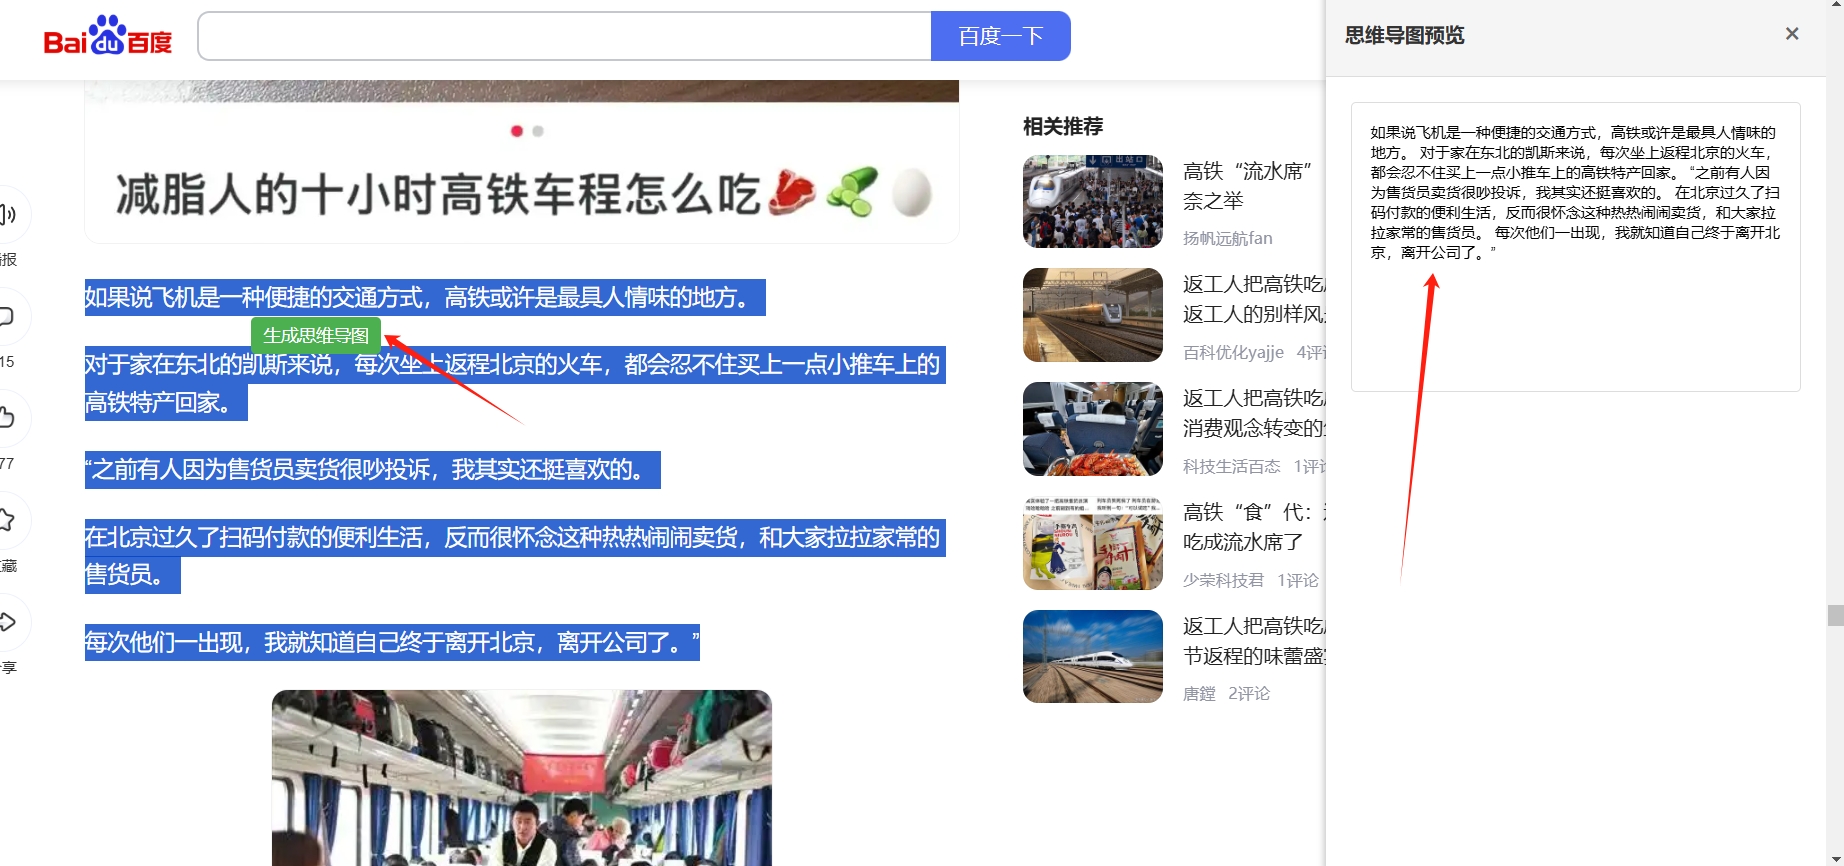 Bai du 百度
百度一下
思维导图预览
减脂人的十小时高铁车程怎么吃
如果说飞机是一种便捷的交通方式，高铁或许是最具人情味的地方。
生成思维导图
对于家在东北的凯斯来说，每次坐上返程北京的火车，都会忍不住买上一点小推车上的
高铁特产回家。
“之前有人因为售货员卖货很吵投诉，我其实还挺喜欢的。
在北京过久了扫码付款的便利生活，反而很怀念这种热热闹闹卖货，和大家拉拉家常的
售货员。
每次他们一出现，我就知道自己终于离开北京，离开公司了。”
报
15
77
藏
享
相关推荐
高铁“流水席”
奈之举
扬帆远航fan
返工人把高铁吃
返工人的别样风
百科优化yajje 4评
返工人把高铁吃
消费观念转变的
科技生活百态 1评
高铁“食”代：
吃成流水席了
少荣科技君 1评论
返工人把高铁吃
节返程的味蕾盛
唐鏜 2评论
出站口
如果说飞机是一种便捷的交通方式，高铁或许是最具人情味的
地方。 对于家在东北的凯斯来说，每次坐上返程北京的火车，
都会忍不住买上一点小推车上的高铁特产回家。 “之前有人因
为售货员卖货很吵投诉，我其实还挺喜欢的。 在北京过久了扫
码付款的便利生活，反而很怀念这种热热闹闹卖货，和大家拉
拉家常的售货员。 每次他们一出现，我就知道自己终于离开北
京，离开公司了。”